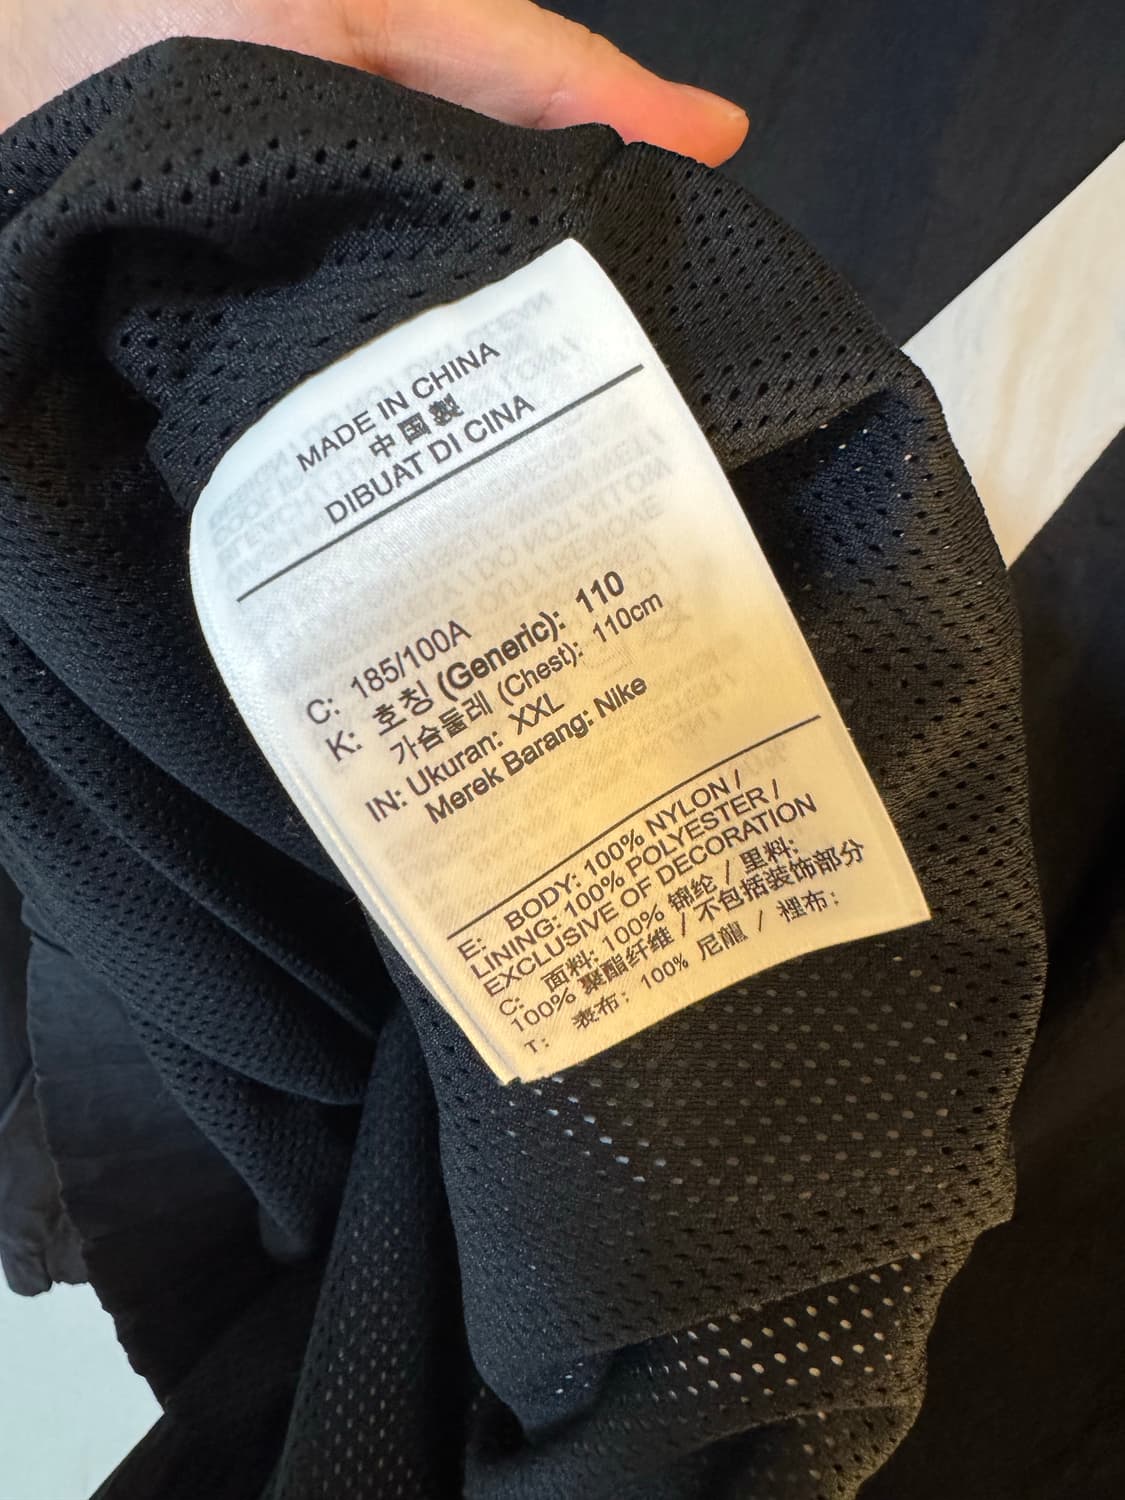 MADE IN CHINA
中国製
DIBUAT DI CINA
C: 185/100A
K: 호칭 (Generic): 110
가슴둘레 (Chest): 110cm
IN: Ukuran: XXL
Merek Barang: Nike
E: BODY: 100% NYLON /
LINING: 100% POLYESTER /
EXCLUSIVE OF DECORATION
C: 面料: 100% 锦纶 / 里料:
100% 聚酯纤维 / 不包括装饰部分
T: 表布: 100% 尼龍 / 裡布: